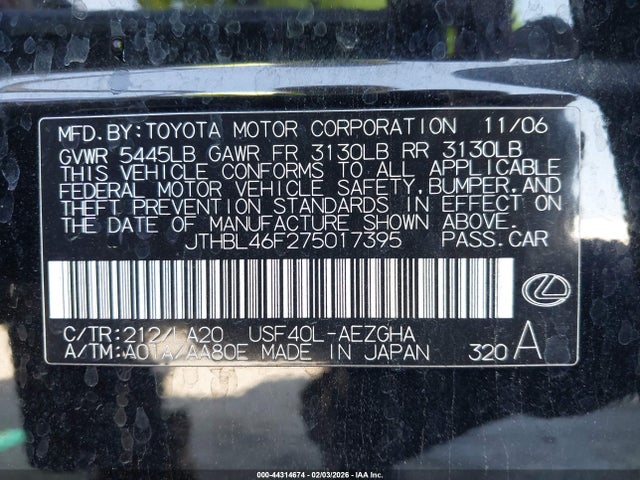 MFD. BY: TOYOTA MOTOR CORPORATION 11/06
GVWR 5445LB GAWR FR 3130LB RR 3130LB
THIS VEHICLE CONFORMS TO ALL APPLICABLE
FEDERAL MOTOR VEHICLE SAFETY, BUMPER, AND
THEFT PREVENTION STANDARDS IN EFFECT ON
THE DATE OF MANUFACTURE SHOWN ABOVE.
JTHBL46F275017395 PASS. CAR
C/TR: 212/LA20 USF40L-AEZGHA
A/TM: A01A/AA80E MADE IN JAPAN 320 A
000-44314674 | 02/03/2026 - IAA Inc.